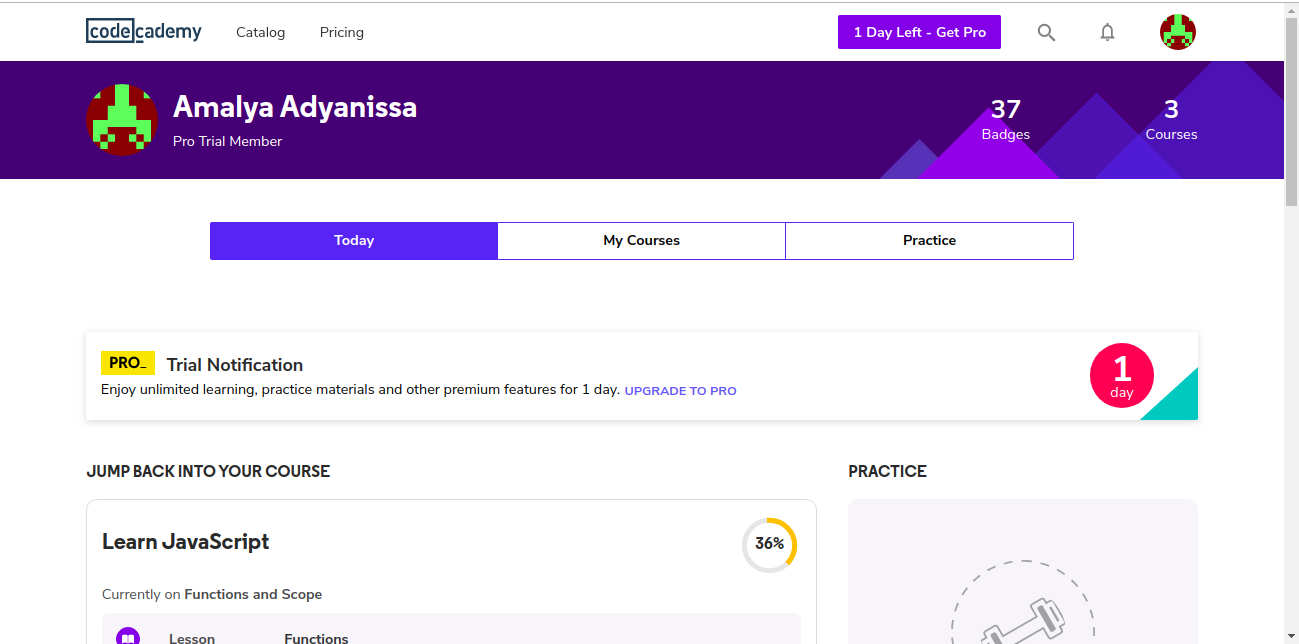 codecademy Catalog Pricing 1 Day Left - Get Pro
Amalya Adyanissa
Pro Trial Member
37
Badges
3
Courses
Today My Courses Practice
PRO_ Trial Notification
Enjoy unlimited learning, practice materials and other premium features for 1 day. UPGRADE TO PRO
1
day
JUMP BACK INTO YOUR COURSE
Learn JavaScript
36%
Currently on Functions and Scope
Lesson Functions
PRACTICE